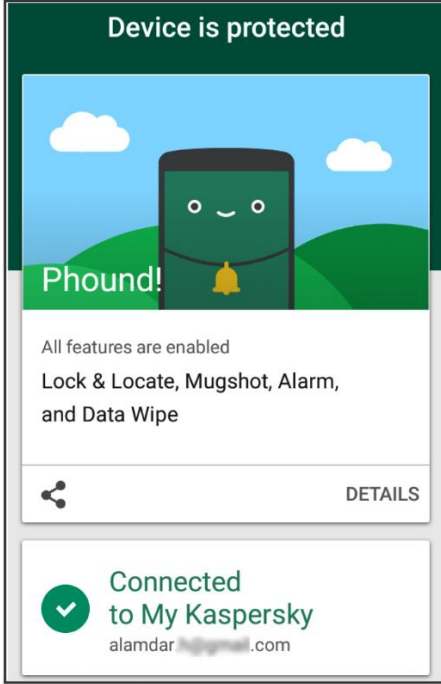 Device is protected
Phound!
All features are enabled
Lock & Locate, Mugshot, Alarm,
and Data Wipe
DETAILS
Connected
to My Kaspersky
alamdar .com